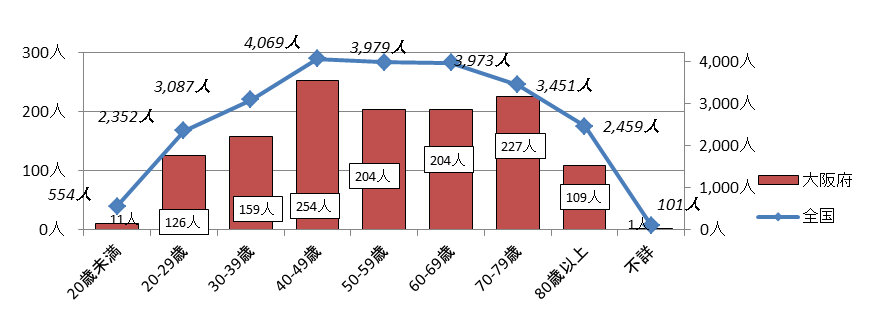 4,069人
3,979人
3,973人
3,087人
3,451人
2,352人
2,459人
554人
101人
300人
200人
100人
0人
4,000人
3,000人
2,000人
1,000人
0人
11人
126人
159人
254人
204人
204人
227人
109人
1人
20歳未満
20-29歳
30-39歳
40-49歳
50-59歳
60-69歳
70-79歳
80歳以上
不詳
大阪府
全国